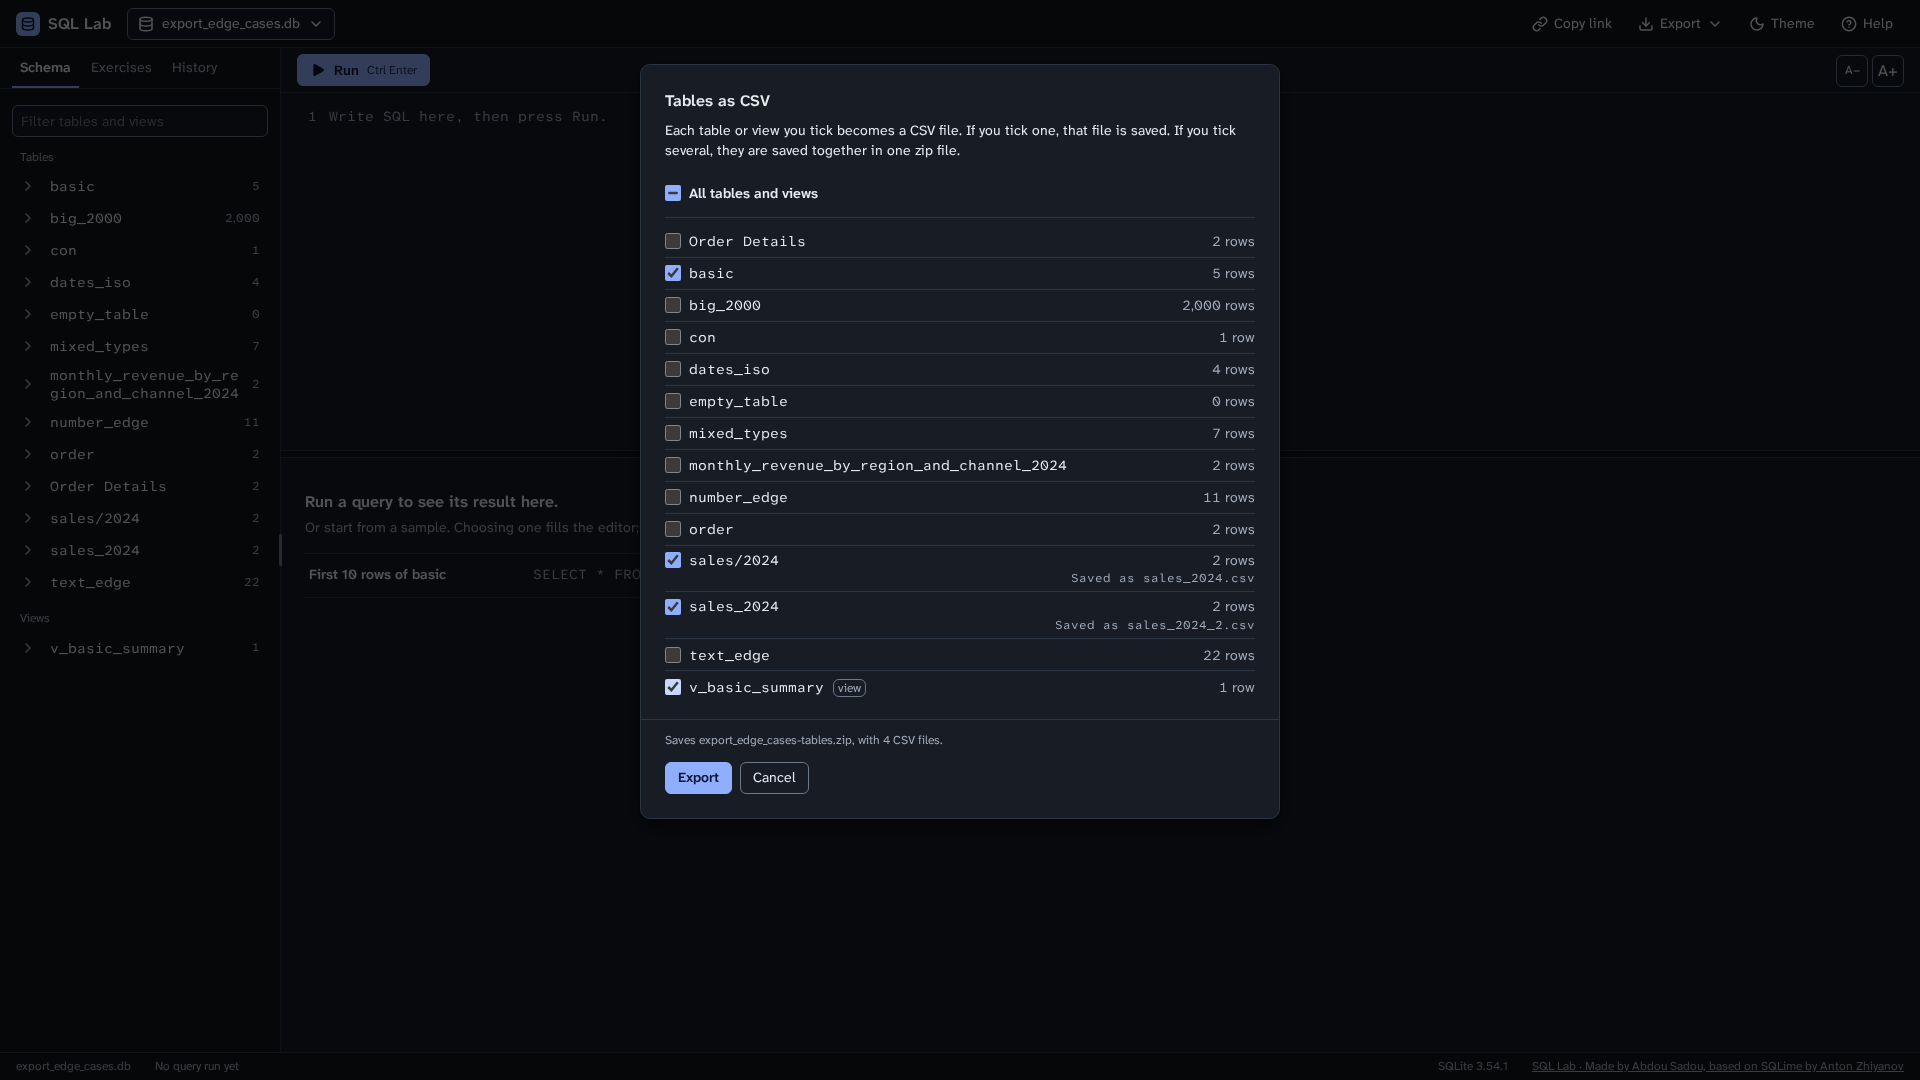 SQL Lab
export_edge_cases.db
Copy link
Export
Theme
Help
Schema
Exercises
History
Run Ctrl Enter
A−
A+
Filter tables and views
1 Write SQL here, then press Run.
Tables
basic 5
big_2000 2,000
con 1
dates_iso 4
empty_table 0
mixed_types 7
monthly_revenue_by_re
gion_and_channel_2024 2
number_edge 11
order 2
Order Details 2
sales/2024 2
sales_2024 2
text_edge 22
Views
v_basic_summary 1
Run a query to see its result here.
Or start from a sample. Choosing one fills the editor;
First 10 rows of basic SELECT * FRO
Tables as CSV
Each table or view you tick becomes a CSV file. If you tick one, that file is saved. If you tick
several, they are saved together in one zip file.
All tables and views
Order Details 2 rows
basic 5 rows
big_2000 2,000 rows
con 1 row
dates_iso 4 rows
empty_table 0 rows
mixed_types 7 rows
monthly_revenue_by_region_and_channel_2024 2 rows
number_edge 11 rows
order 2 rows
sales/2024 2 rows
Saved as sales_2024.csv
sales_2024 2 rows
Saved as sales_2024_2.csv
text_edge 22 rows
v_basic_summary view 1 row
Saves export_edge_cases-tables.zip, with 4 CSV files.
Export
Cancel
export_edge_cases.db
No query run yet
SQLite 3.54.1
SQL Lab · Made by Abdou Sadou, based on SQLime by Anton Zhiyanov